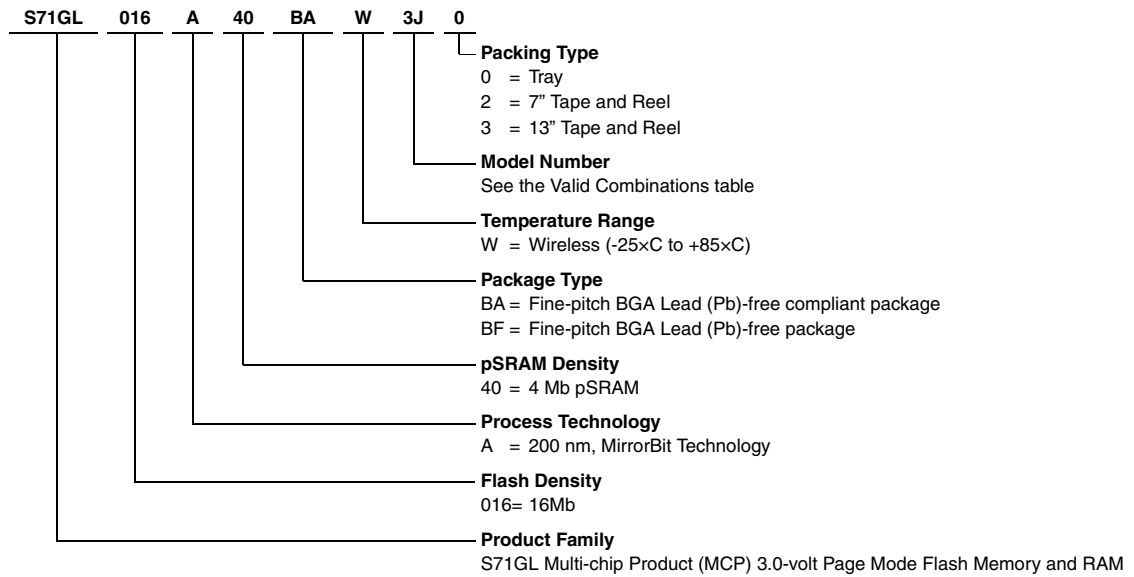 S71GL 016 A 40 BA W 3J 0
Packing Type
0 = Tray
2 = 7” Tape and Reel
3 = 13” Tape and Reel
Model Number
See the Valid Combinations table
Temperature Range
W = Wireless (-25×C to +85×C)
Package Type
BA = Fine-pitch BGA Lead (Pb)-free compliant package
BF = Fine-pitch BGA Lead (Pb)-free package
pSRAM Density
40 = 4 Mb pSRAM
Process Technology
A = 200 nm, MirrorBit Technology
Flash Density
016= 16Mb
Product Family
S71GL Multi-chip Product (MCP) 3.0-volt Page Mode Flash Memory and RAM